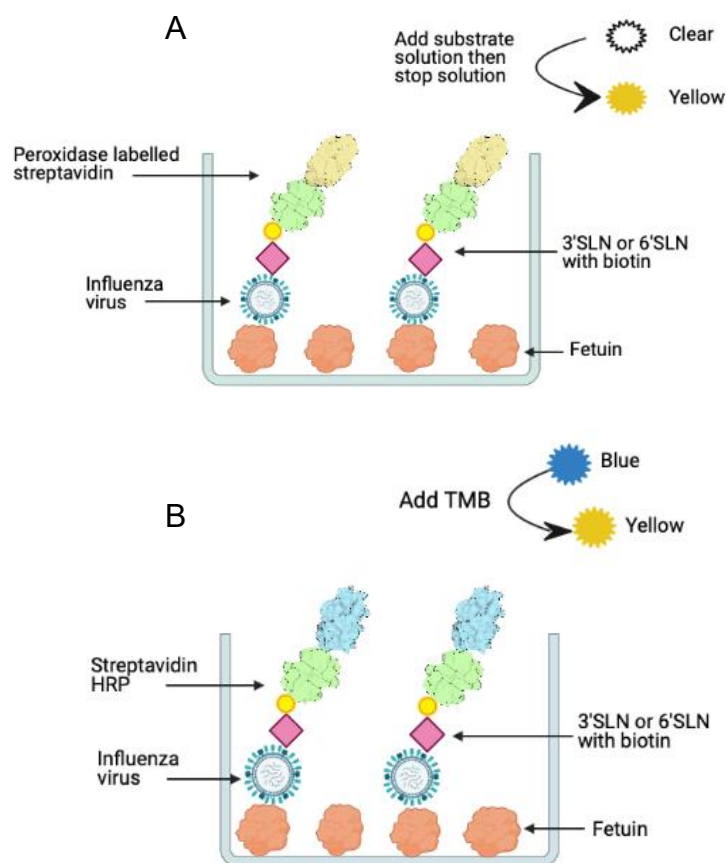 A
Add substrate
solution then
stop solution
Clear
Yellow
Peroxidase labelled
streptavidin
3'SLN or 6'SLN
with biotin
Influenza
virus
Fetuin
B
Add TMB
Blue
Yellow
Streptavidin
HRP
3'SLN or 6'SLN
with biotin
Influenza
virus
Fetuin